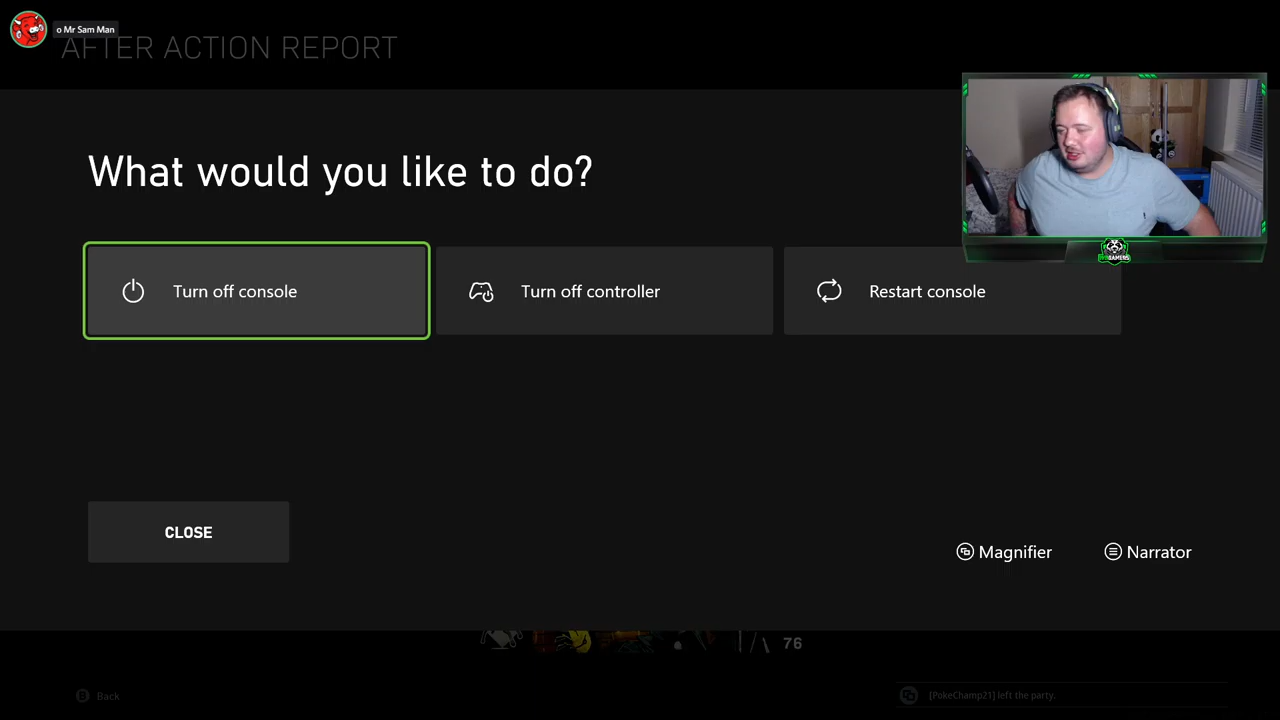 o Mr Sam Man
AFTER ACTION REPORT
What would you like to do?
Turn off console
Turn off controller
Restart console
CLOSE
Magnifier
Narrator
76
B Back
[PokeChamp21] left the party.